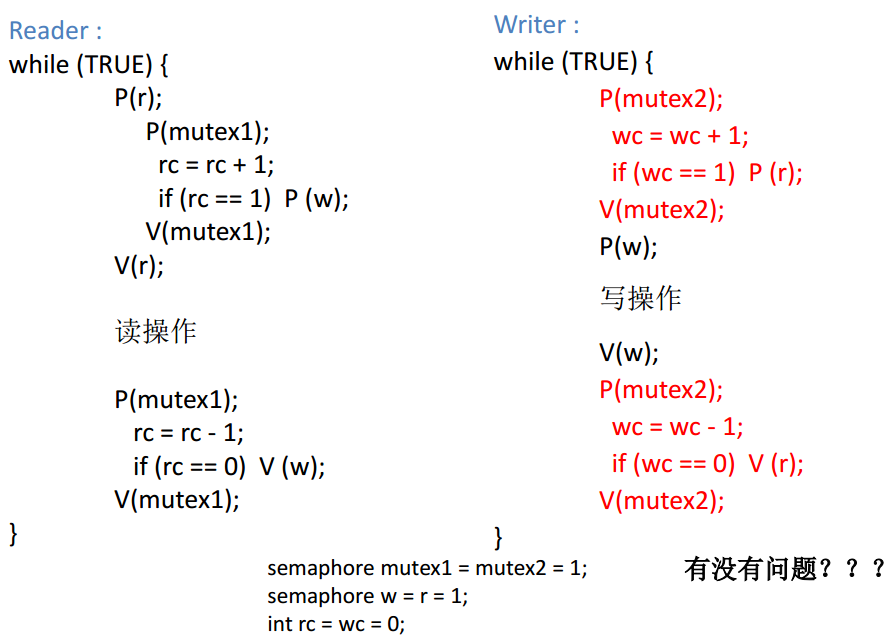 Reader :
while (TRUE) {
P(r);
P(mutex1);
rc = rc + 1;
if (rc == 1) P (w);
V(mutex1);
V(r);
读操作
P(mutex1);
rc = rc - 1;
if (rc == 0) V (w);
V(mutex1);
}
Writer :
while (TRUE) {
P(mutex2);
wc = wc + 1;
if (wc == 1) P (r);
V(mutex2);
P(w);
写操作
V(w);
P(mutex2);
wc = wc - 1;
if (wc == 0) V (r);
V(mutex2);
}
semaphore mutex1 = mutex2 = 1;
semaphore w = r = 1;
int rc = wc = 0;
有没有问题？？？